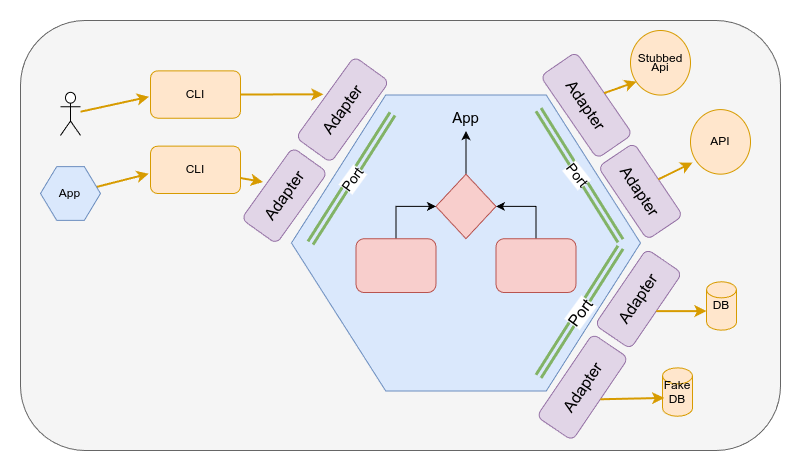 CLI
Adapter
App
CLI
Adapter
Port
App
Port
Adapter
Stubbed
Api
Adapter
API
Port
Adapter
DB
Adapter
Fake
DB